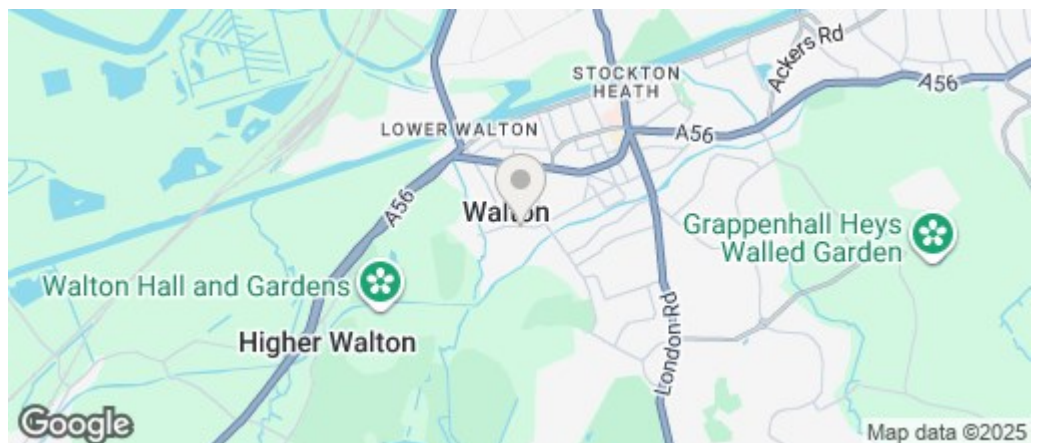 Ackers Rd
STOCKTON
HEATH
A56
LOWER WALTON
A56
A56
Walton
Grappenhall Heys
Walled Garden
Walton Hall and Gardens
London Rd
Higher Walton
Google
Map data ©2025